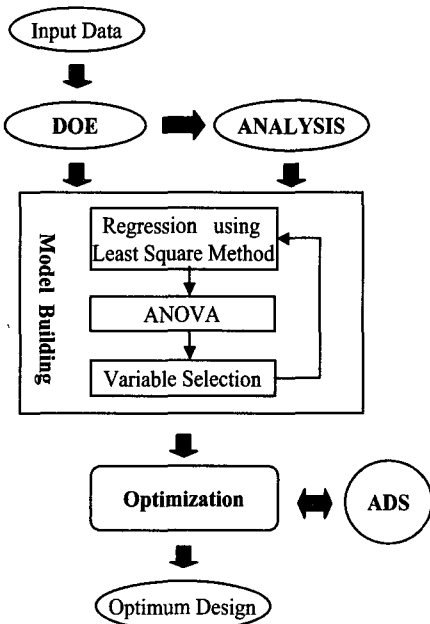 Input Data
DOE
ANALYSIS
Model Building
Regression using
Least Square Method
ANOVA
Variable Selection
Optimization
ADS
Optimum Design